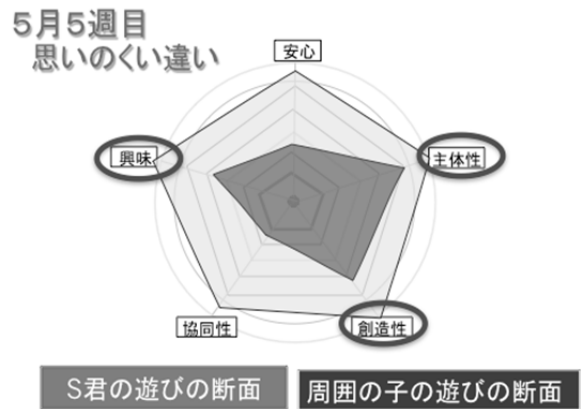 5月5週目
思いのくい違い
安心
興味
主体性
協同性
創造性
S君の遊びの断面
周囲の子の遊びの断面